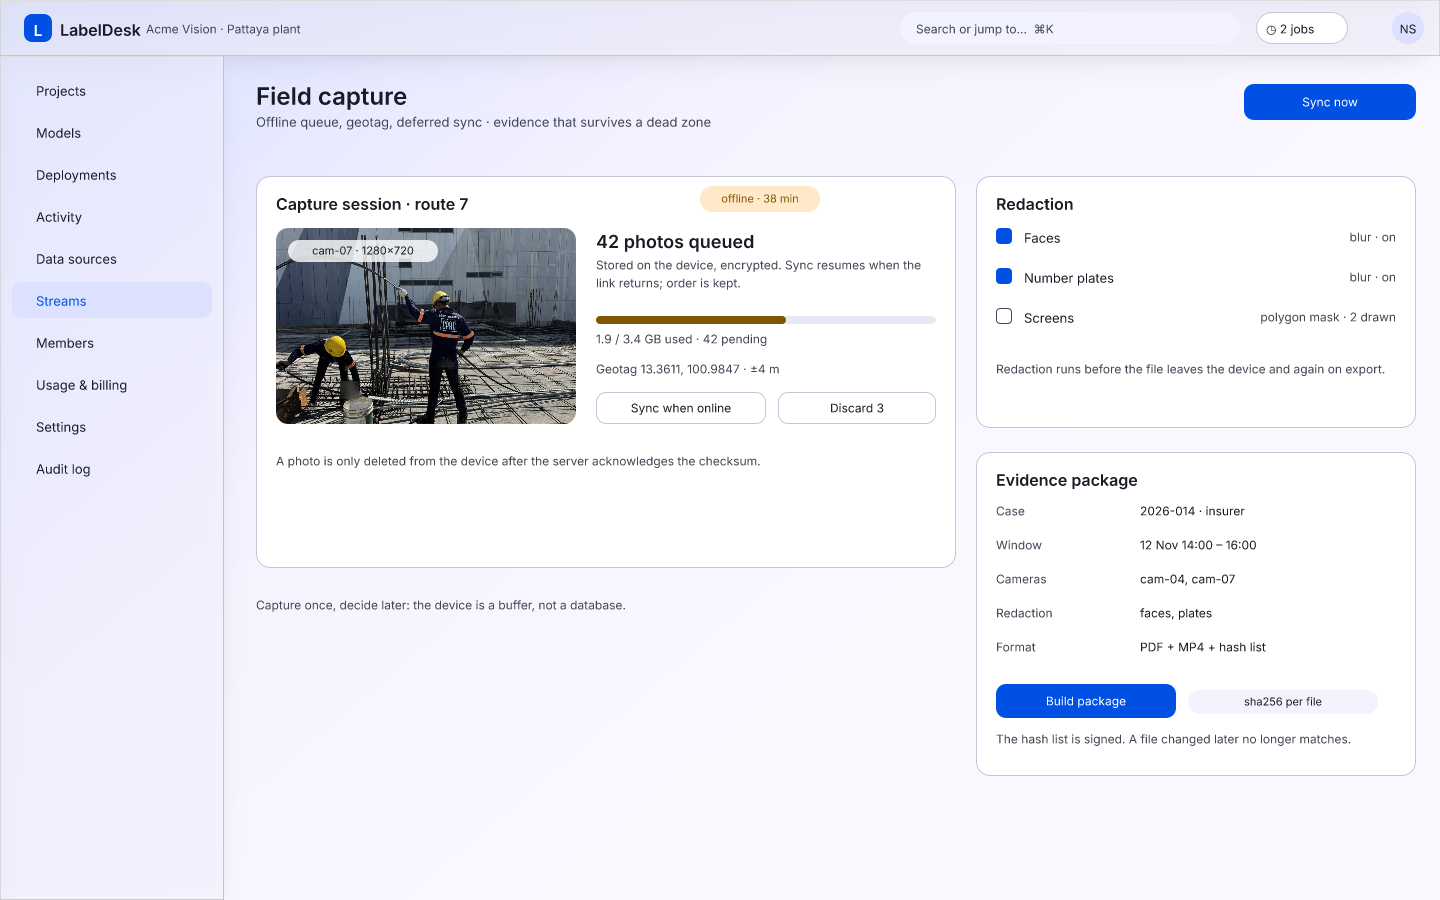 L LabelDesk Acme Vision · Pattaya plant
Search or jump to... ⌘K
◷ 2 jobs
NS
Projects
Models
Deployments
Activity
Data sources
Streams
Members
Usage & billing
Settings
Audit log
Field capture
Offline queue, geotag, deferred sync · evidence that survives a dead zone
Sync now
Capture session · route 7
offline · 38 min
cam-07 · 1280×720
42 photos queued
Stored on the device, encrypted. Sync resumes when the
link returns; order is kept.
1.9 / 3.4 GB used · 42 pending
Geotag 13.3611, 100.9847 · ±4 m
Sync when online
Discard 3
A photo is only deleted from the device after the server acknowledges the checksum.
Capture once, decide later: the device is a buffer, not a database.
Redaction
Faces blur · on
Number plates blur · on
Screens polygon mask · 2 drawn
Redaction runs before the file leaves the device and again on export.
Evidence package
Case 2026-014 · insurer
Window 12 Nov 14:00 – 16:00
Cameras cam-04, cam-07
Redaction faces, plates
Format PDF + MP4 + hash list
Build package
sha256 per file
The hash list is signed. A file changed later no longer matches.